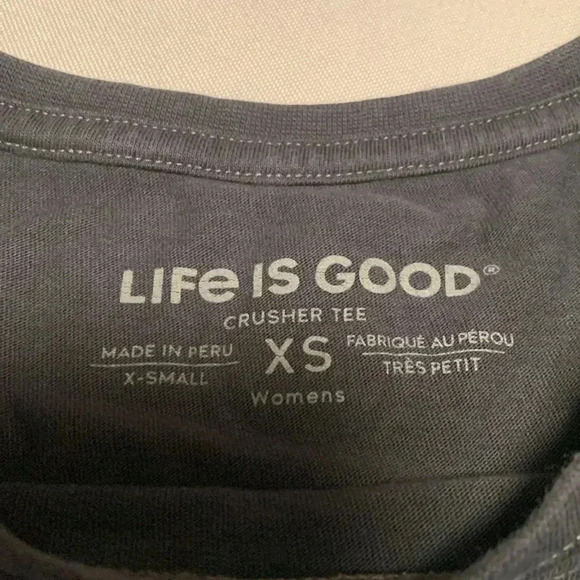 LIFe IS GOOD®
CRUSHER TEE
MADE IN PERU
X-SMALL
XS
FABRIQUÉ AU PÉROU
TRÈS PETIT
Womens